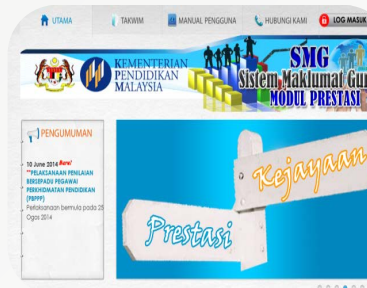 UTAMA TAKWIM MANUAL PENGGUNA HUBUNGI KAMI LOG MASUK
KEMENTERIAN
PENDIDIKAN
MALAYSIA
SMG
Sistem Maklumat Guru
MODUL PRESTASI
PENGUMUMAN
10 June 2014 Baru!
**PELAKSANAAN PENILAIAN
BERSEPADU PEGAWAI
PERKHIDMATAN PENDIDIKAN
(PBPPP)
Perlaksanaan bermula pada 25
Ogos 2014
Kejayaan
Prestasi